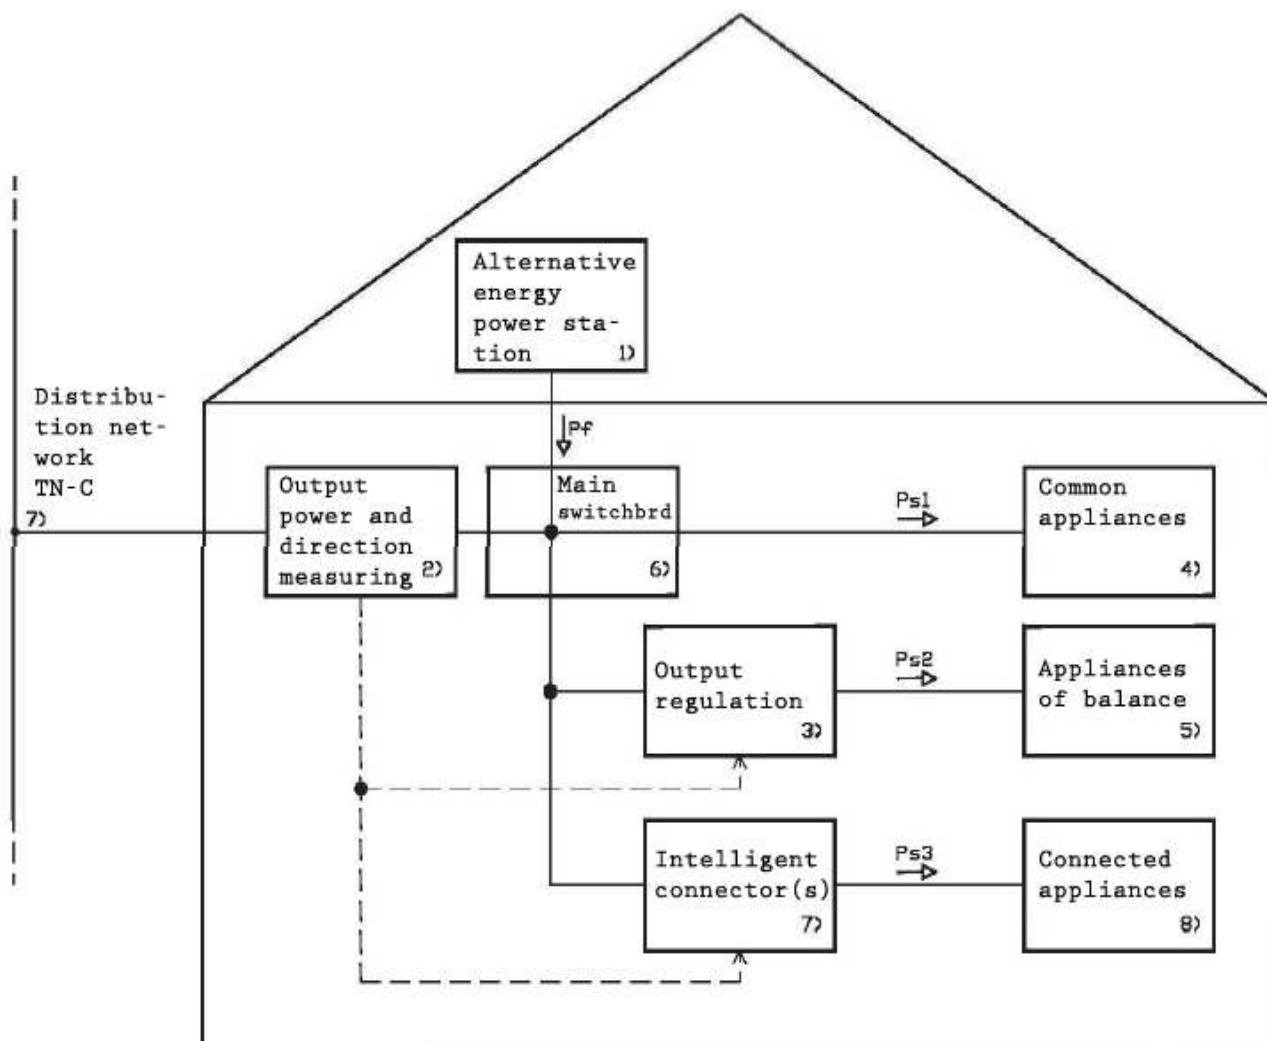 Alternative
energy
power sta-
tion 1)
Distribu-
tion net-
work
TN-C
7)
Pf
Output
power and
direction
measuring 2)
Main
switchbrd
6)
Ps1
Common
appliances
4)
Output
regulation
3)
Ps2
Appliances
of balance
5)
Intelligent
connector(s)
7)
Ps3
Connected
appliances
8)